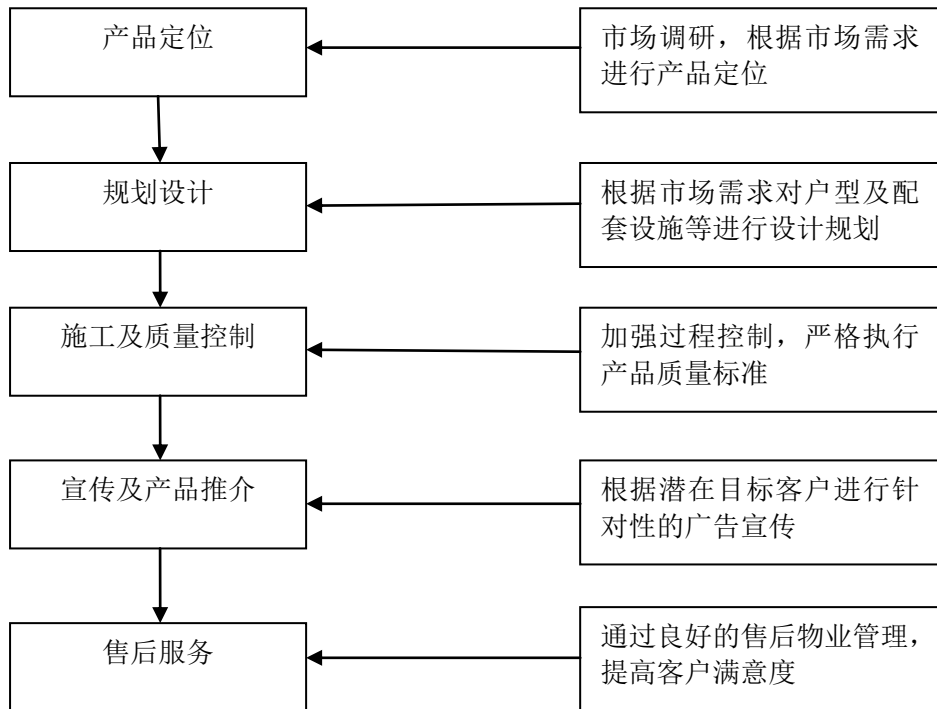 产品定位
市场调研，根据市场需求
进行产品定位
规划设计
根据市场需求对户型及配
套设施等进行设计规划
施工及质量控制
加强过程控制，严格执行
产品质量标准
宣传及产品推介
根据潜在目标客户进行针
对性的广告宣传
售后服务
通过良好的售后物业管理，
提高客户满意度